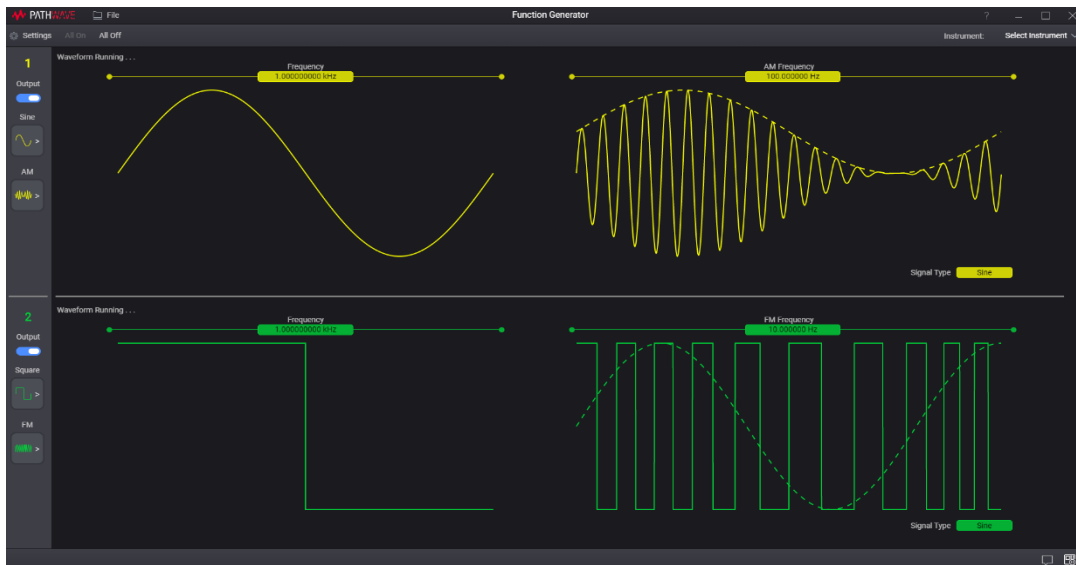 PATHWAVE File Function Generator ?
Settings All On All Off Instrument: Select Instrument
1
Waveform Running . . .
Output
Sine
AM
Frequency
1.000000000 kHz
AM Frequency
100.000000 Hz
Signal Type Sine
2
Waveform Running . . .
Output
Square
FM
Frequency
1.000000000 kHz
FM Frequency
10.000000 Hz
Signal Type Sine